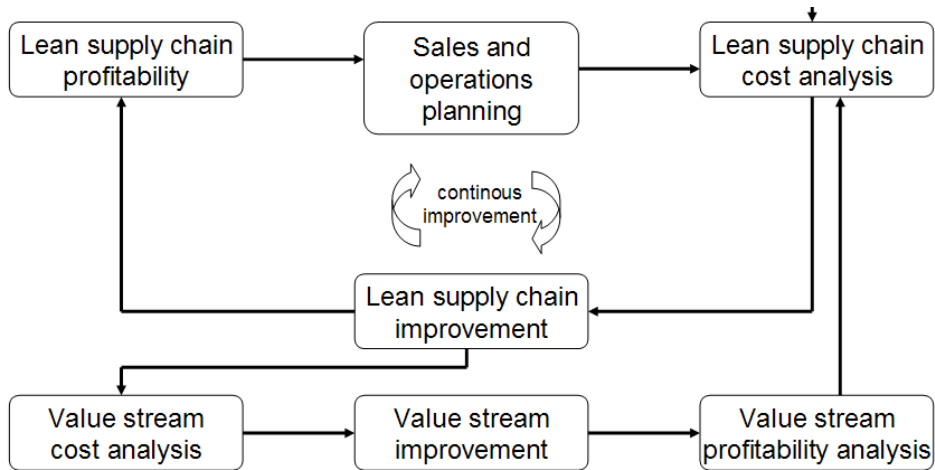 Lean supply chain
profitability
Sales and
operations
planning
Lean supply chain
cost analysis
continous
improvement
Lean supply chain
improvement
Value stream
cost analysis
Value stream
improvement
Value stream
profitability analysis